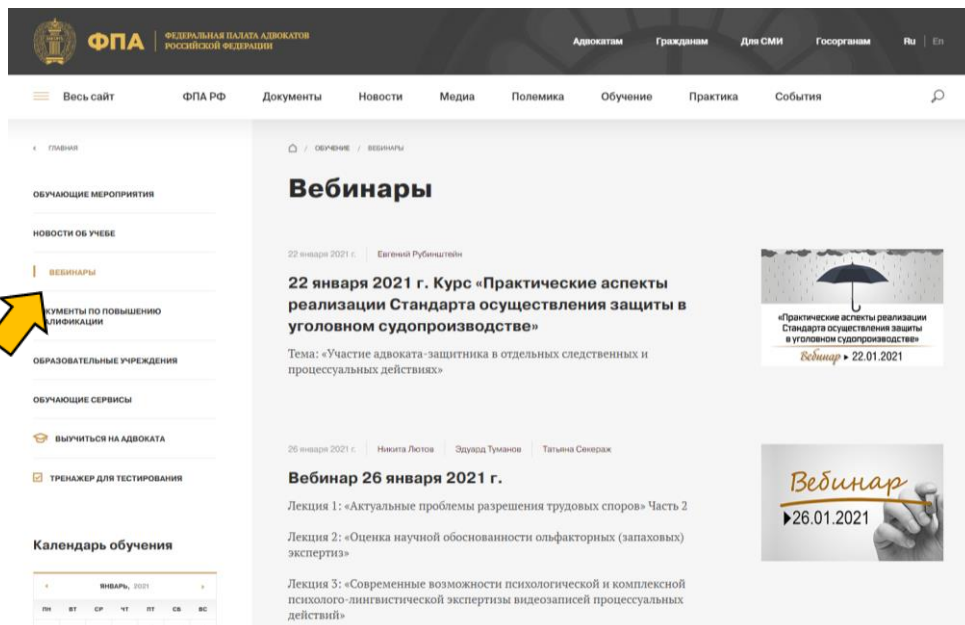 ФПА
ФЕДЕРАЛЬНАЯ ПАЛАТА АДВОКАТОВ
РОССИЙСКОЙ ФЕДЕРАЦИИ
Адвокатам Гражданам Для СМИ Госорганам Ru | En
Весь сайт ФПА РФ Документы Новости Медиа Полемика Обучение Практика События
ГЛАВНАЯ
/ ОБУЧЕНИЕ / ВЕБИНАРЫ
ОБУЧАЮЩИЕ МЕРОПРИЯТИЯ
НОВОСТИ ОБ УЧЕБЕ
ВЕБИНАРЫ
КУМЕНТЫ ПО ПОВЫШЕНИЮ
АЛИФИКАЦИИ
ОБРАЗОВАТЕЛЬНЫЕ УЧРЕЖДЕНИЯ
ОБУЧАЮЩИЕ СЕРВИСЫ
ВЫУЧИТЬСЯ НА АДВОКАТА
ТРЕНАЖЕР ДЛЯ ТЕСТИРОВАНИЯ
Календарь обучения
ЯНВАРЬ, 2021
ПН ВТ СР ЧТ ПТ СБ ВС
Вебинары
22 января 2021 г. Евгений Рубинштейн
22 января 2021 г. Курс «Практические аспекты
реализации Стандарта осуществления защиты в
уголовном судопроизводстве»
Тема: «Участие адвоката-защитника в отдельных следственных и
процессуальных действиях»
«Практические аспекты реализации
Стандарта осуществления защиты
в уголовном судопроизводстве»
Вебинар ▸ 22.01.2021
26 января 2021 г. Никита Лютов Эдуард Туманов Татьяна Секераж
Вебинар 26 января 2021 г.
Лекция 1: «Актуальные проблемы разрешения трудовых споров» Часть 2
Лекция 2: «Оценка научной обоснованности ольфакторных (запаховых)
экспертиз»
Лекция 3: «Современные возможности психологической и комплексной
психолого-лингвистической экспертизы видеозаписей процессуальных
действий»
Вебинар
▸26.01.2021